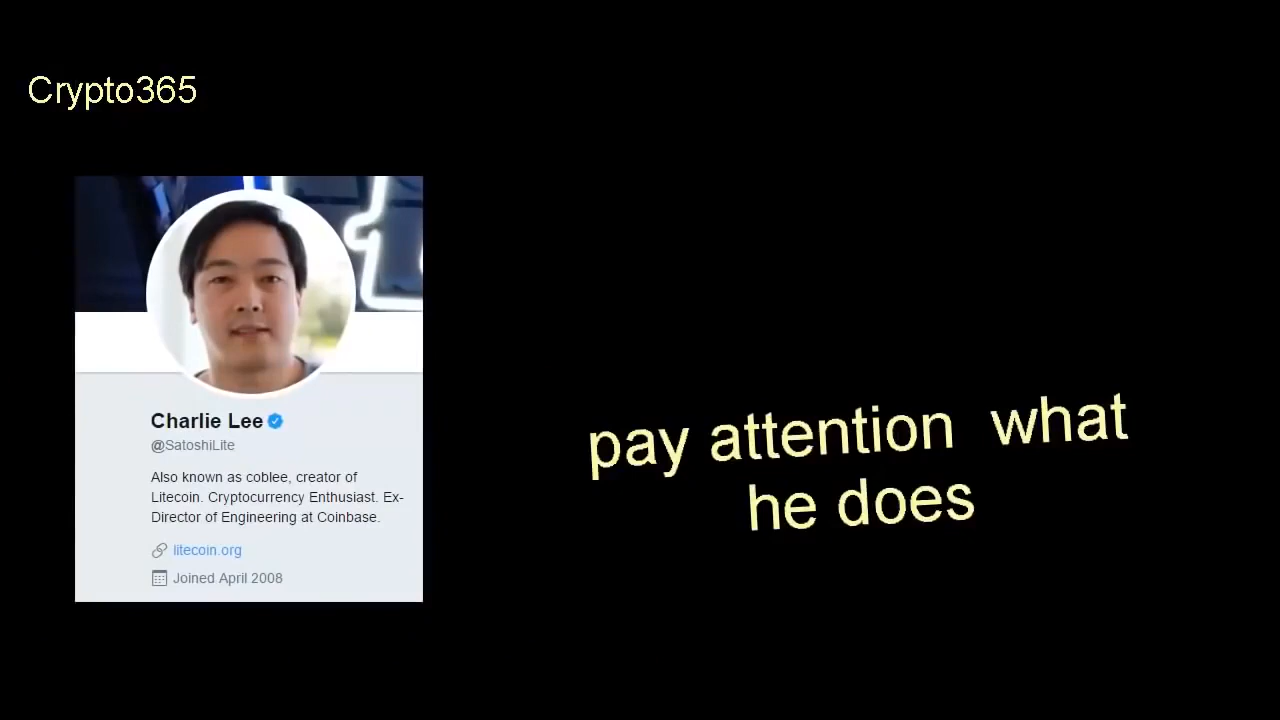 Crypto365
Charlie Lee
@SatoshiLite
Also known as coblee, creator of
Litecoin. Cryptocurrency Enthusiast. Ex-
Director of Engineering at Coinbase.
litecoin.org
Joined April 2008
pay attention what
he does